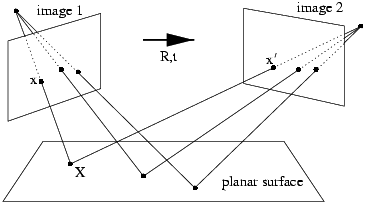 image 1
image 2
R,t
x
x'
X
planar surface